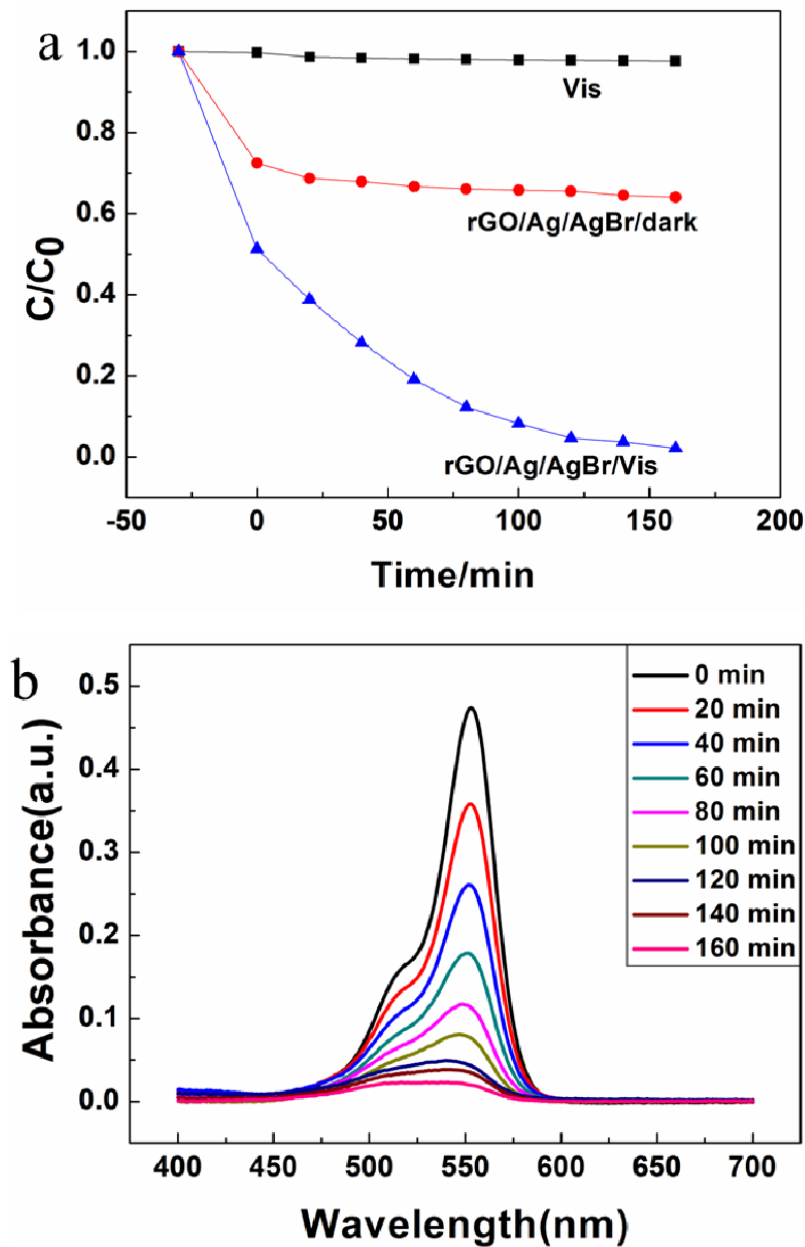 a
1.0
0.8
0.6
0.4
0.2
0.0
C/C0
Vis
rGO/Ag/AgBr/dark
rGO/Ag/AgBr/Vis
-50 0 50 100 150 200
Time/min
b
0.5
0.4
0.3
0.2
0.1
0.0
Absorbance(a.u.)
0 min
20 min
40 min
60 min
80 min
100 min
120 min
140 min
160 min
400 450 500 550 600 650 700
Wavelength(nm)